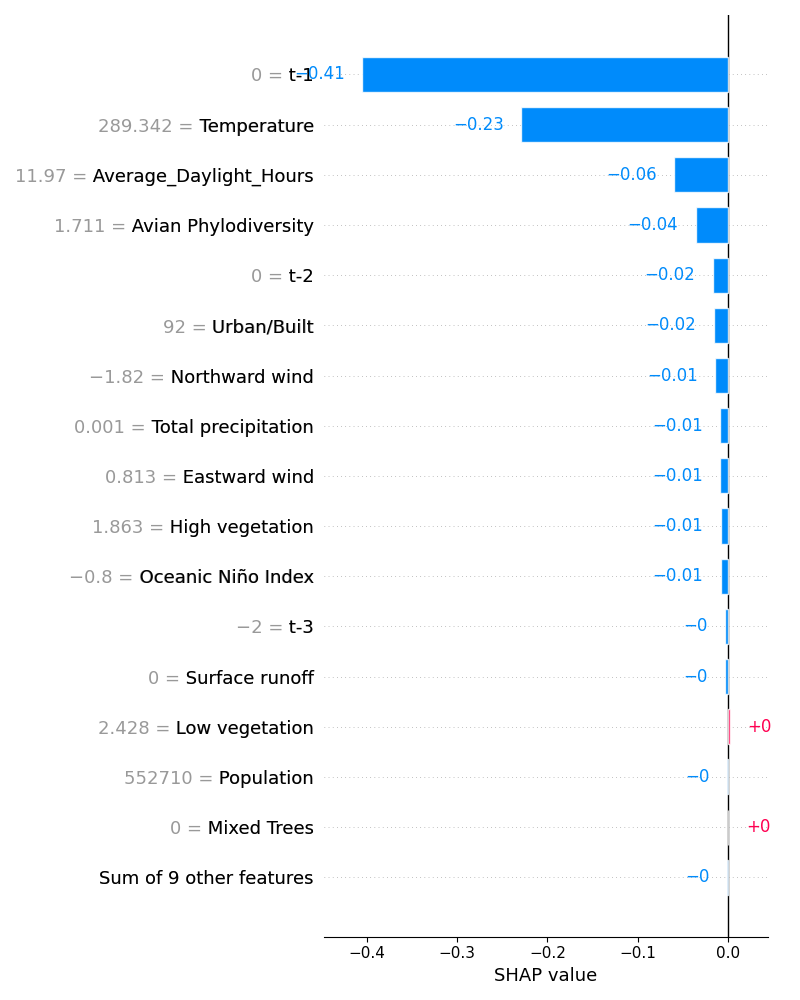 0 = t-1 −0.41
289.342 = Temperature −0.23
11.97 = Average_Daylight_Hours −0.06
1.711 = Avian Phylodiversity −0.04
0 = t-2 −0.02
92 = Urban/Built −0.02
−1.82 = Northward wind −0.01
0.001 = Total precipitation −0.01
0.813 = Eastward wind −0.01
1.863 = High vegetation −0.01
−0.8 = Oceanic Niño Index −0.01
−2 = t-3 −0
0 = Surface runoff −0
2.428 = Low vegetation +0
552710 = Population −0
0 = Mixed Trees +0
Sum of 9 other features −0
−0.4 −0.3 −0.2 −0.1 0.0
SHAP value